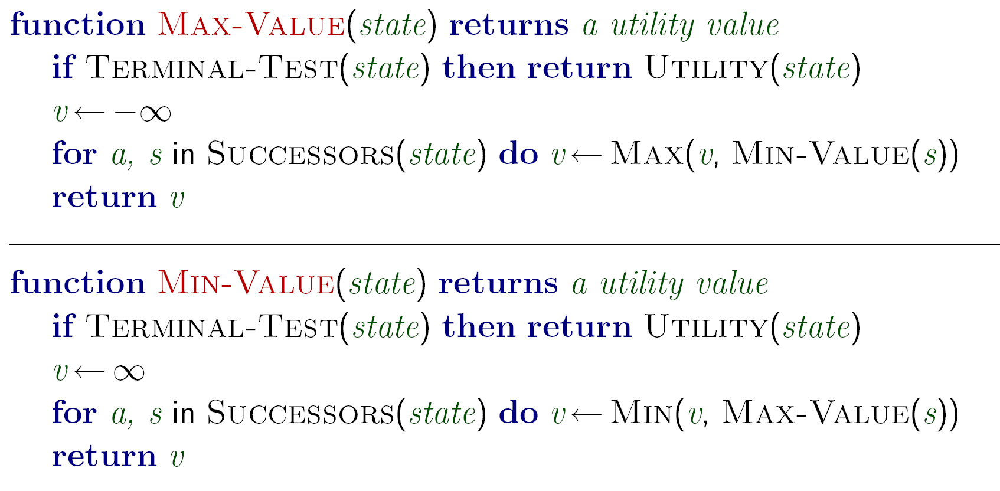 function Max-Value(state) returns a utility value
if Terminal-Test(state) then return Utility(state)
v ← −∞
for a, s in Successors(state) do v ← Max(v, Min-Value(s))
return v
function Min-Value(state) returns a utility value
if Terminal-Test(state) then return Utility(state)
v ← ∞
for a, s in Successors(state) do v ← Min(v, Max-Value(s))
return v